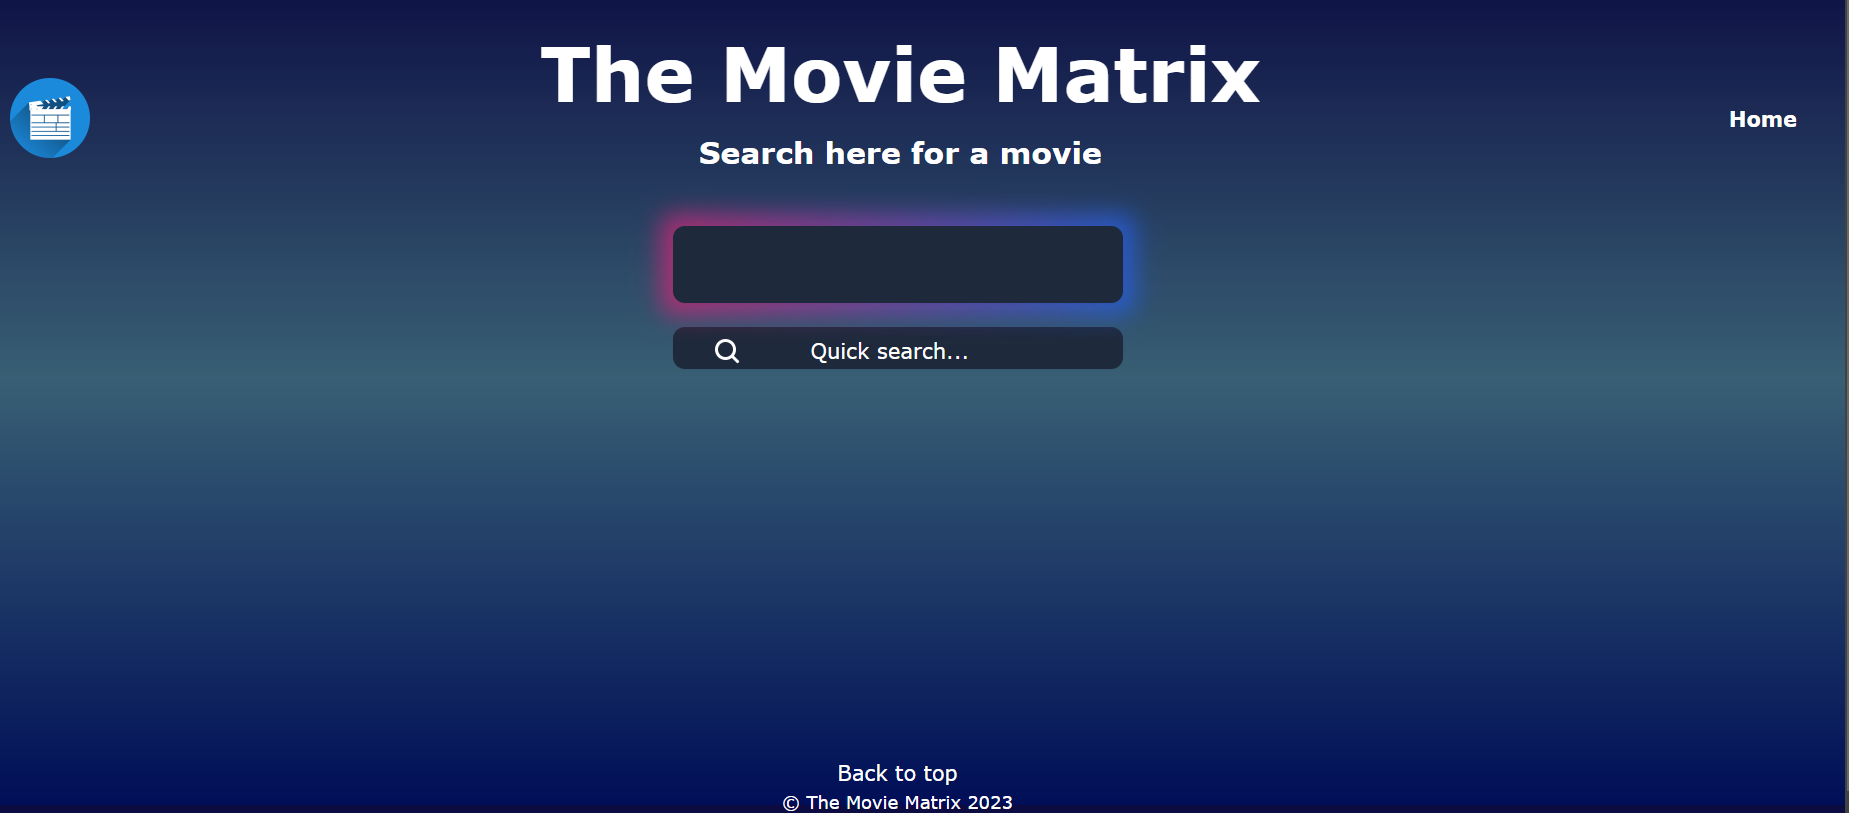 The Movie Matrix
Home
Search here for a movie
Quick search...
Back to top
© The Movie Matrix 2023